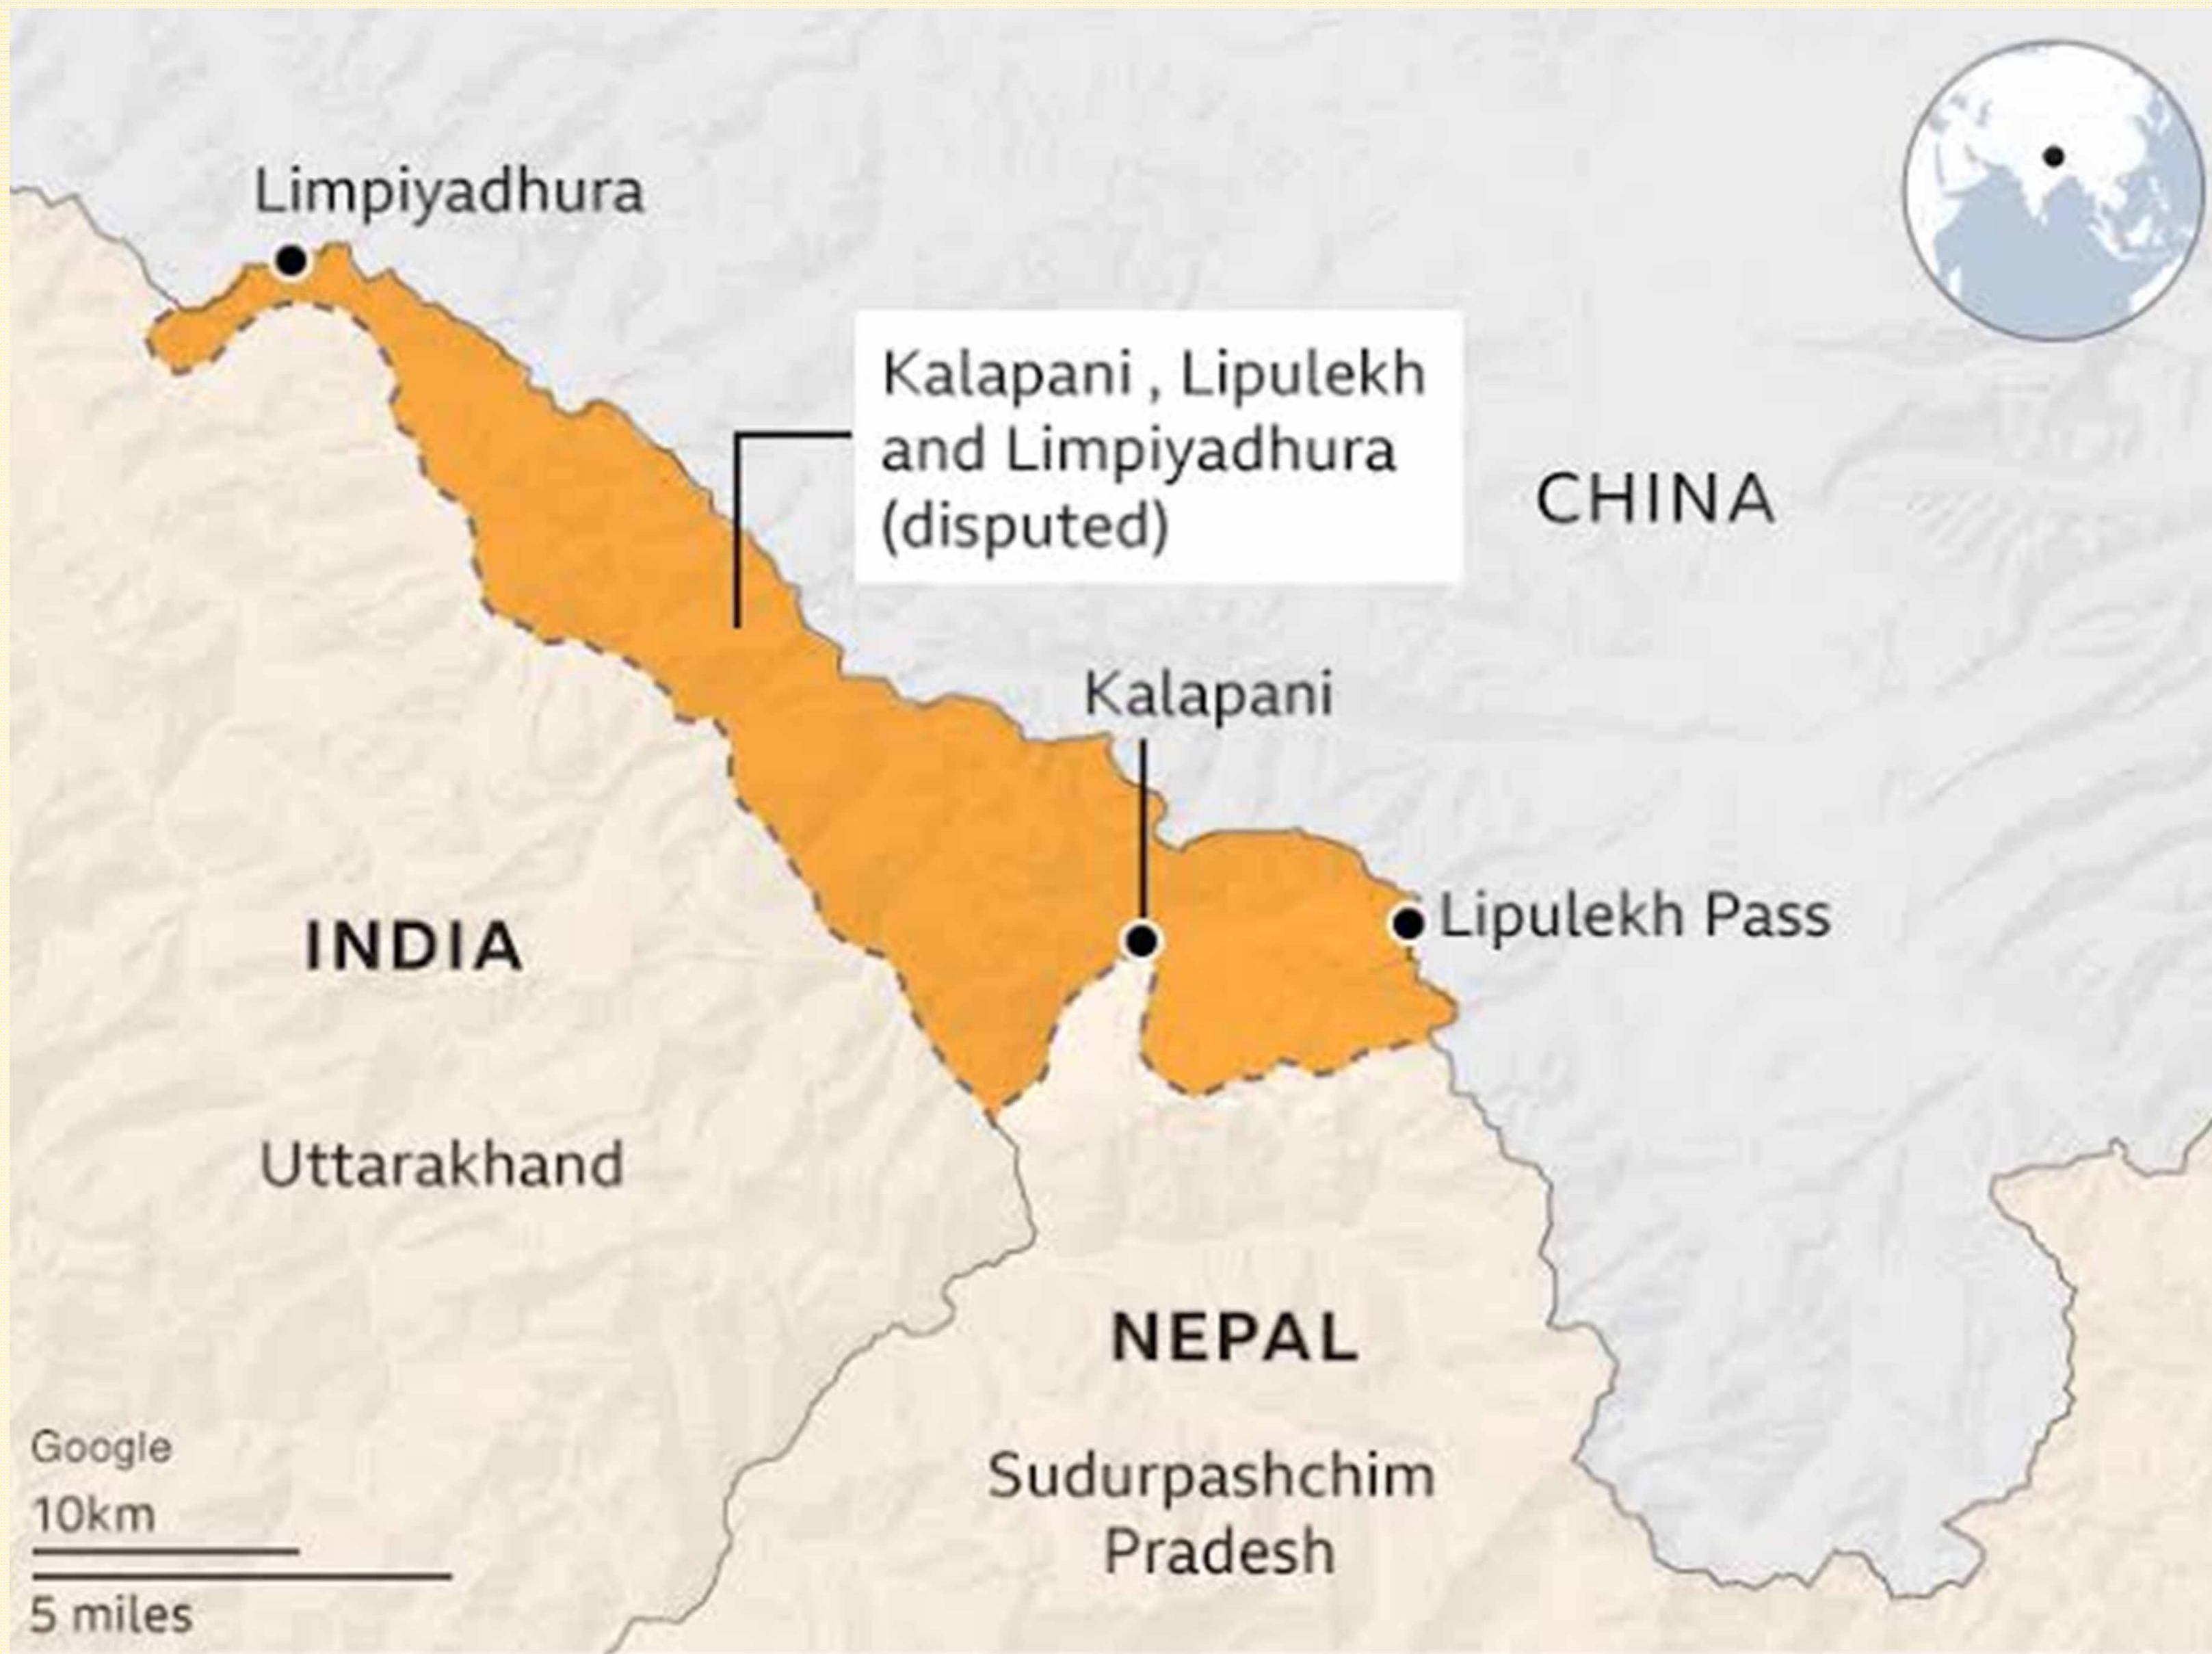 Limpiyadhura
Kalapani , Lipulekh
and Limpiyadhura
(disputed)
CHINA
Kalapani
Lipulekh Pass
INDIA
Uttarakhand
NEPAL
Sudurpashchim
Pradesh
Google
10km
5 miles